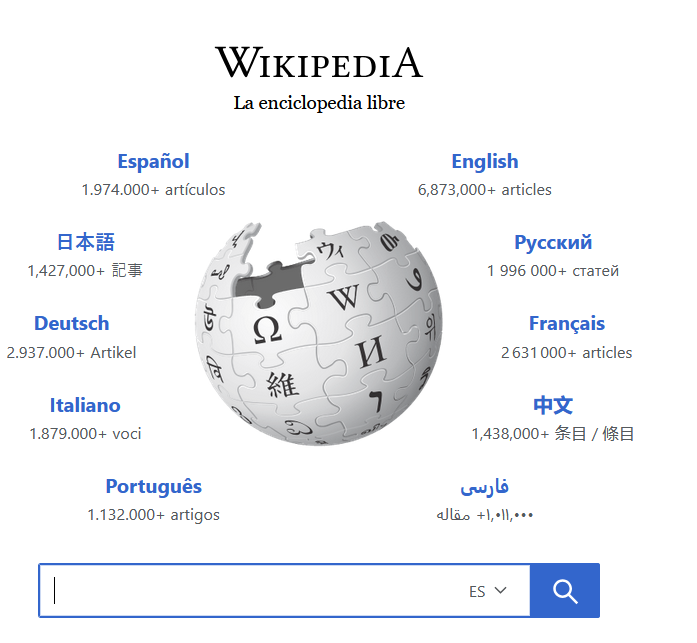 WIKIPEDIA
La enciclopedia libre
Español
1.974.000+ artículos
English
6,873,000+ articles
日本語
1,427,000+ 記事
Русский
1 996 000+ статей
Deutsch
2.937.000+ Artikel
Français
2 631 000+ articles
Italiano
1.879.000+ voci
中文
1,438,000+ 条目 / 條目
Português
1.132.000+ artigos
فارسی
۱٬۰۱۱٬۰۰۰+ مقاله
Ω
W
И
維
ウィ
ES